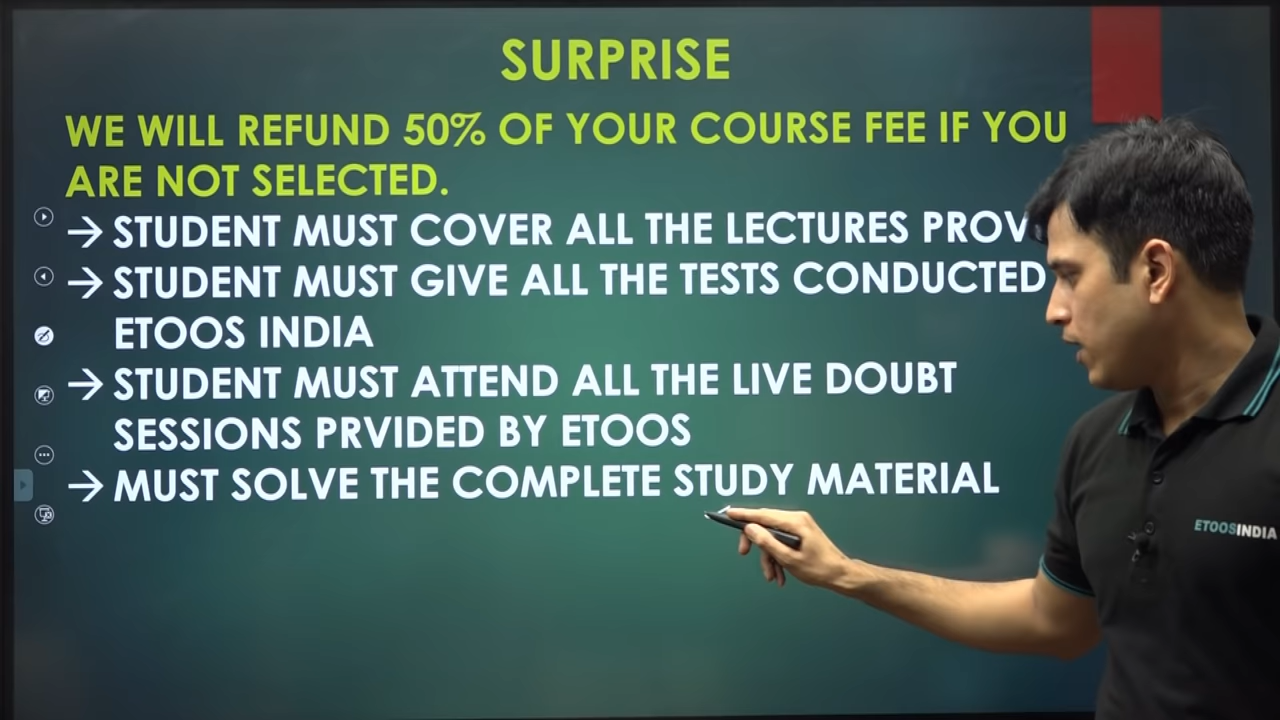 SURPRISE
WE WILL REFUND 50% OF YOUR COURSE FEE IF YOU
ARE NOT SELECTED.
→ STUDENT MUST COVER ALL THE LECTURES
→ STUDENT MUST GIVE ALL THE TESTS CONDUCTED
ETOOS INDIA
→ STUDENT MUST ATTEND ALL THE LIVE DOUBT
SESSIONS PRVIDED BY ETOOS
→ MUST SOLVE THE COMPLETE STUDY MATERIAL
ETOOSINDIA